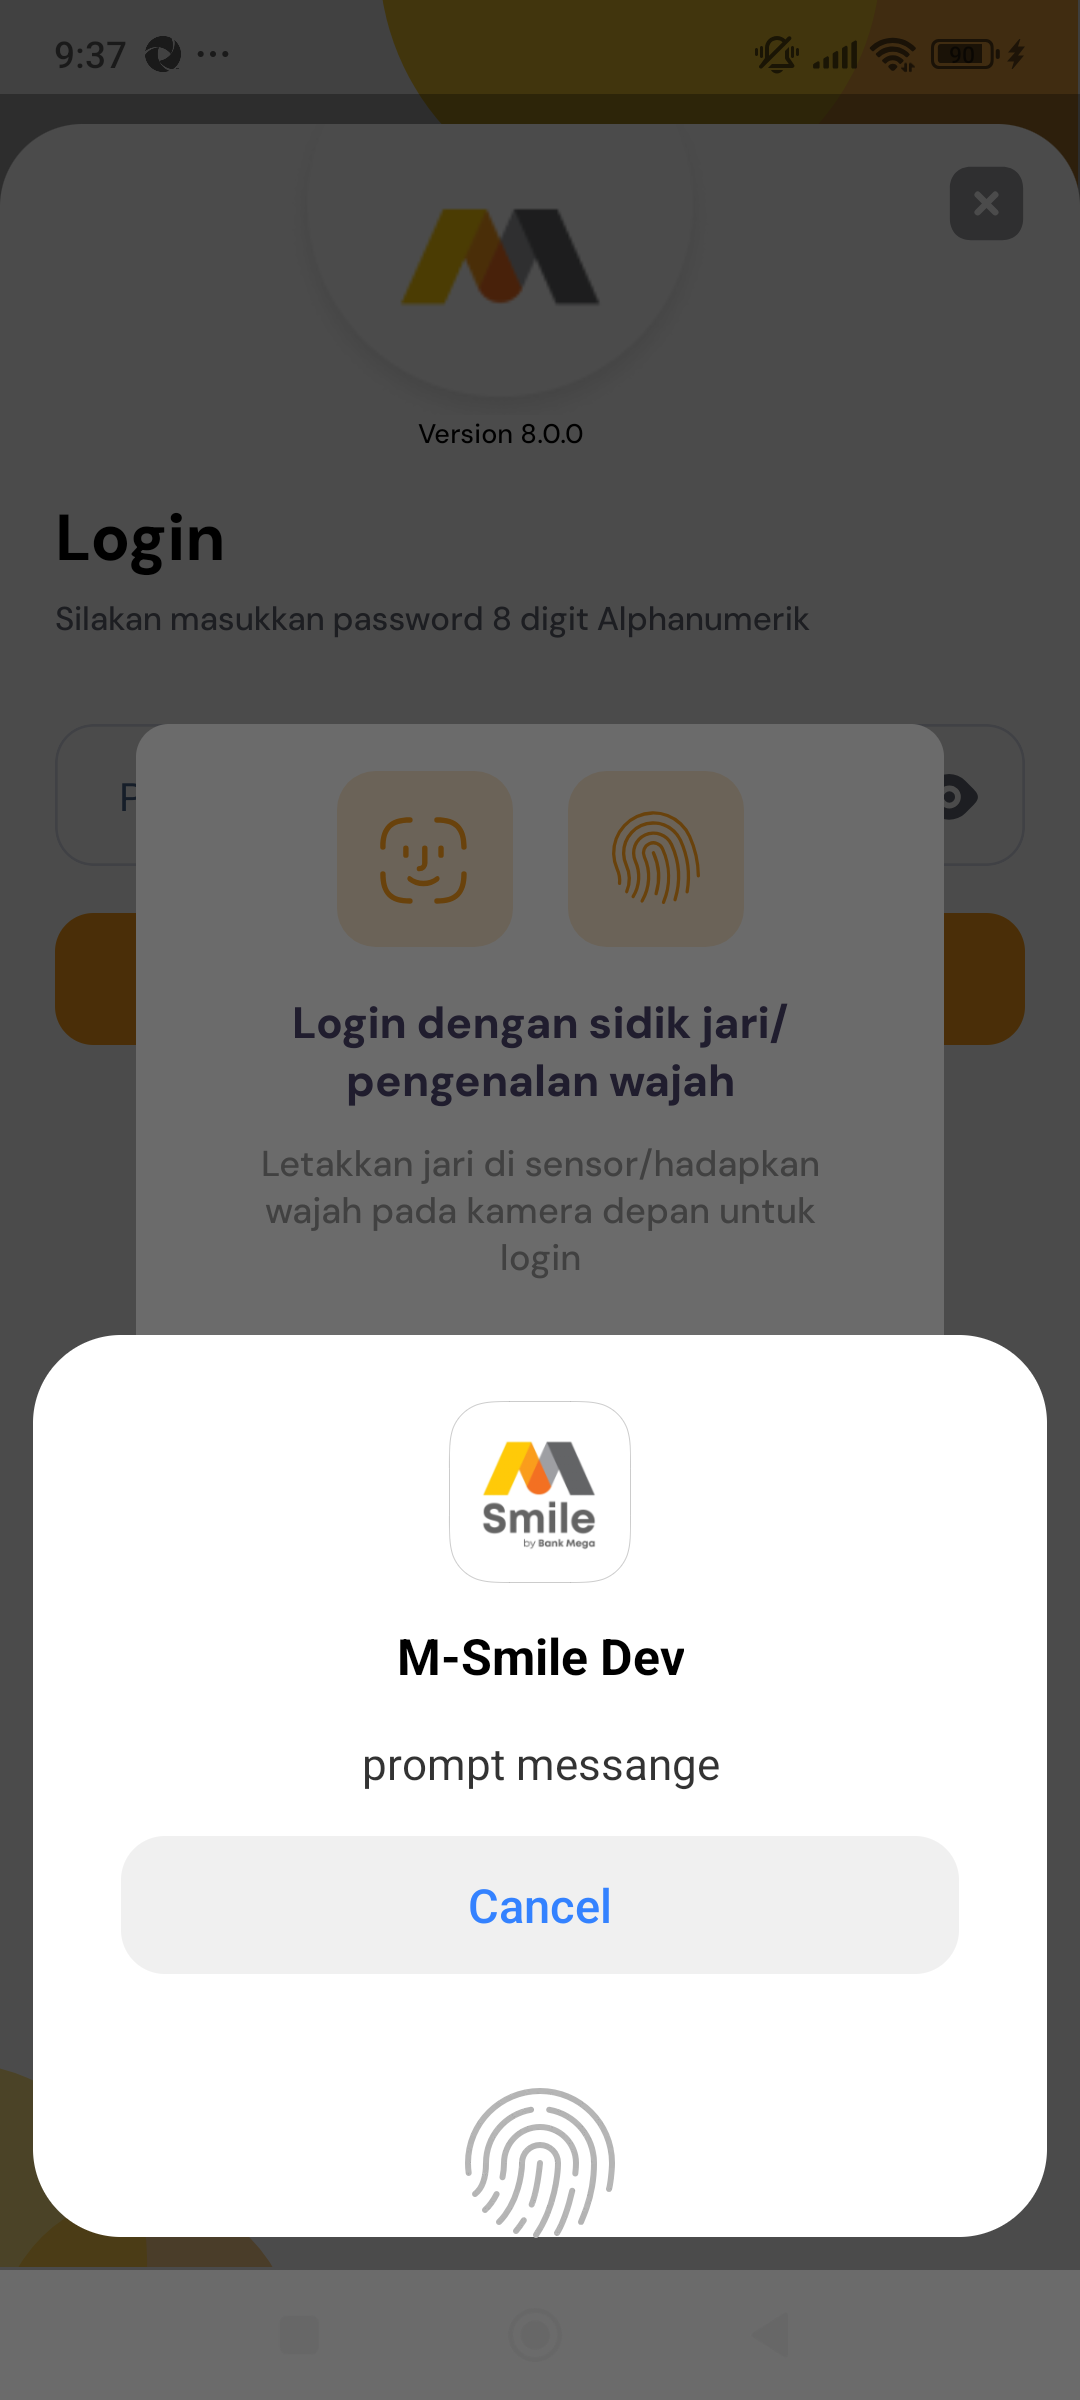 9:37
90
Version 8.0.0
Login
Silakan masukkan password 8 digit Alphanumerik
P
Login dengan sidik jari/
pengenalan wajah
Letakkan jari di sensor/hadapkan
wajah pada kamera depan untuk
login
Smile
by Bank Mega
M-Smile Dev
prompt messange
Cancel